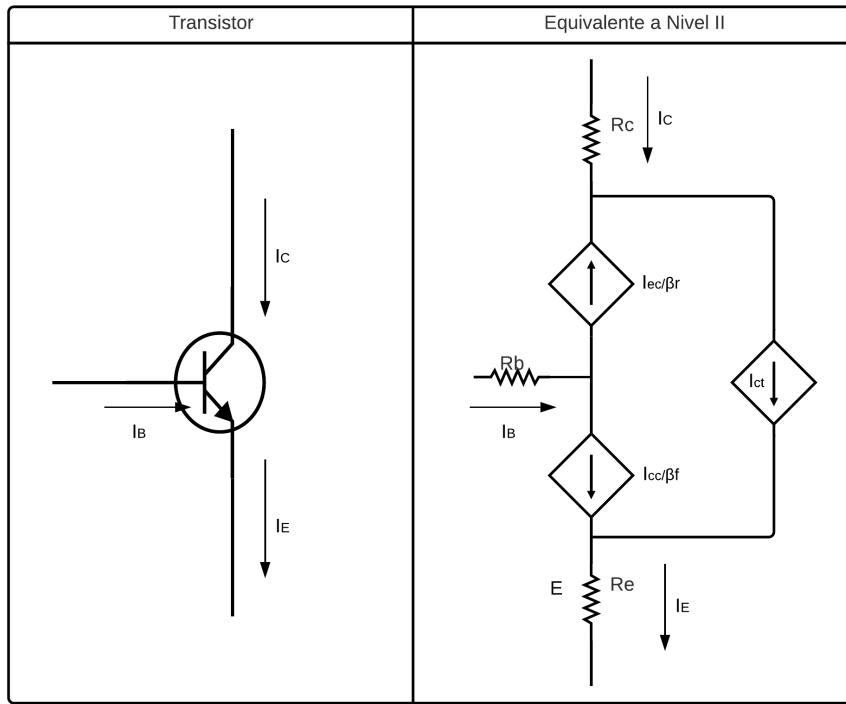 Transistor
Equivalente a Nivel II
IC
IB
IE
Rc
IC
Iec/βr
Rb
IB
Ict
Icc/βf
E
Re
IE